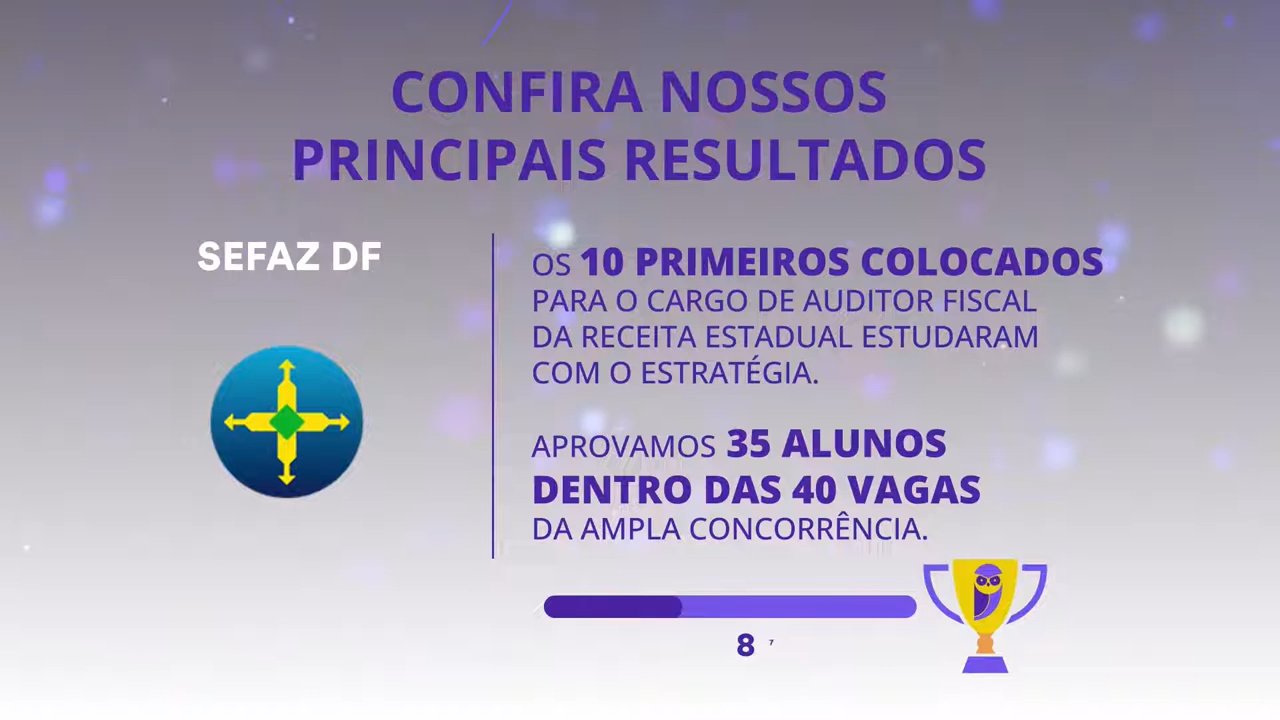 CONFIRA NOSSOS
PRINCIPAIS RESULTADOS
SEFAZ DF
OS 10 PRIMEIROS COLOCADOS
PARA O CARGO DE AUDITOR FISCAL
DA RECEITA ESTADUAL ESTUDARAM
COM O ESTRATÉGIA.
APROVAMOS 35 ALUNOS
DENTRO DAS 40 VAGAS
DA AMPLA CONCORRÊNCIA.
8 7